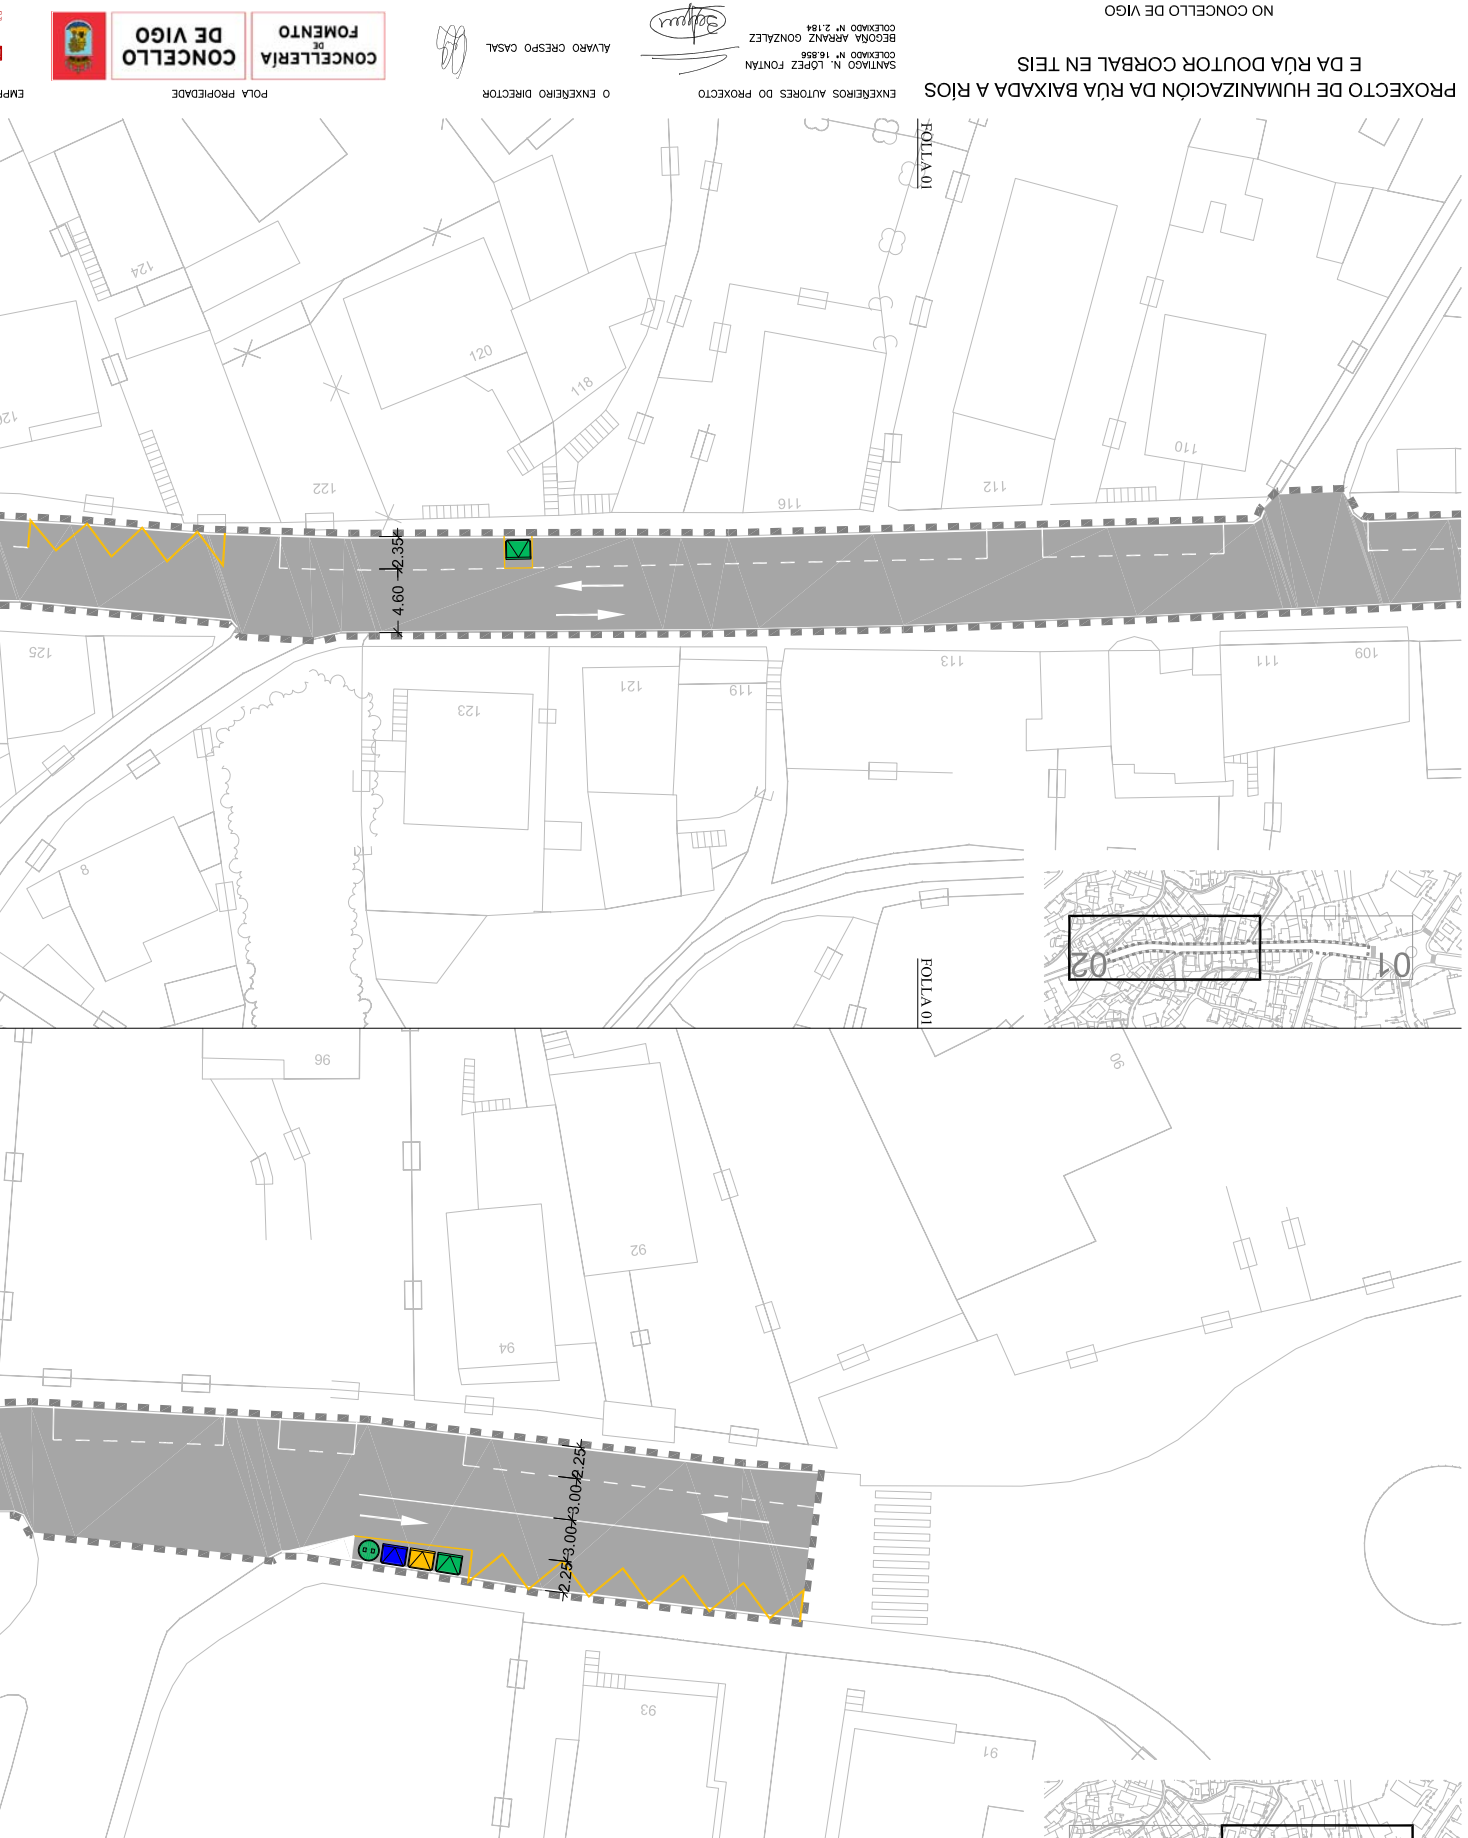 PROXECTO DE HUMANIZACIÓN DA RÚA BAIXADA A RÍOS
E DA RÚA DOUTOR CORBAL EN TEIS
NO CONCELLO DE VIGO
ENXEÑEIROS AUTORES DO PROXECTO
SANTIAGO N. LÓPEZ FONTÁN
COLEXIADO Nº 16.856
BEGOÑA ARRANZ GONZÁLEZ
COLEXIADO Nº 2.184
O ENXEÑEIRO DIRECTOR
ALVARO CRESPO CASAL
POLA PROPIEDADE
CONCELLERÍA
DE
FOMENTO
CONCELLO
DE VIGO
EMPR
FOLLA 01
124
120
118
126
122
116
112
110
2.35
4.60
125
123
121
119
113
111
109
8
02
01
FOLLA 01
96
90
92
94
2.25
3.00
3.00
2.25
93
91